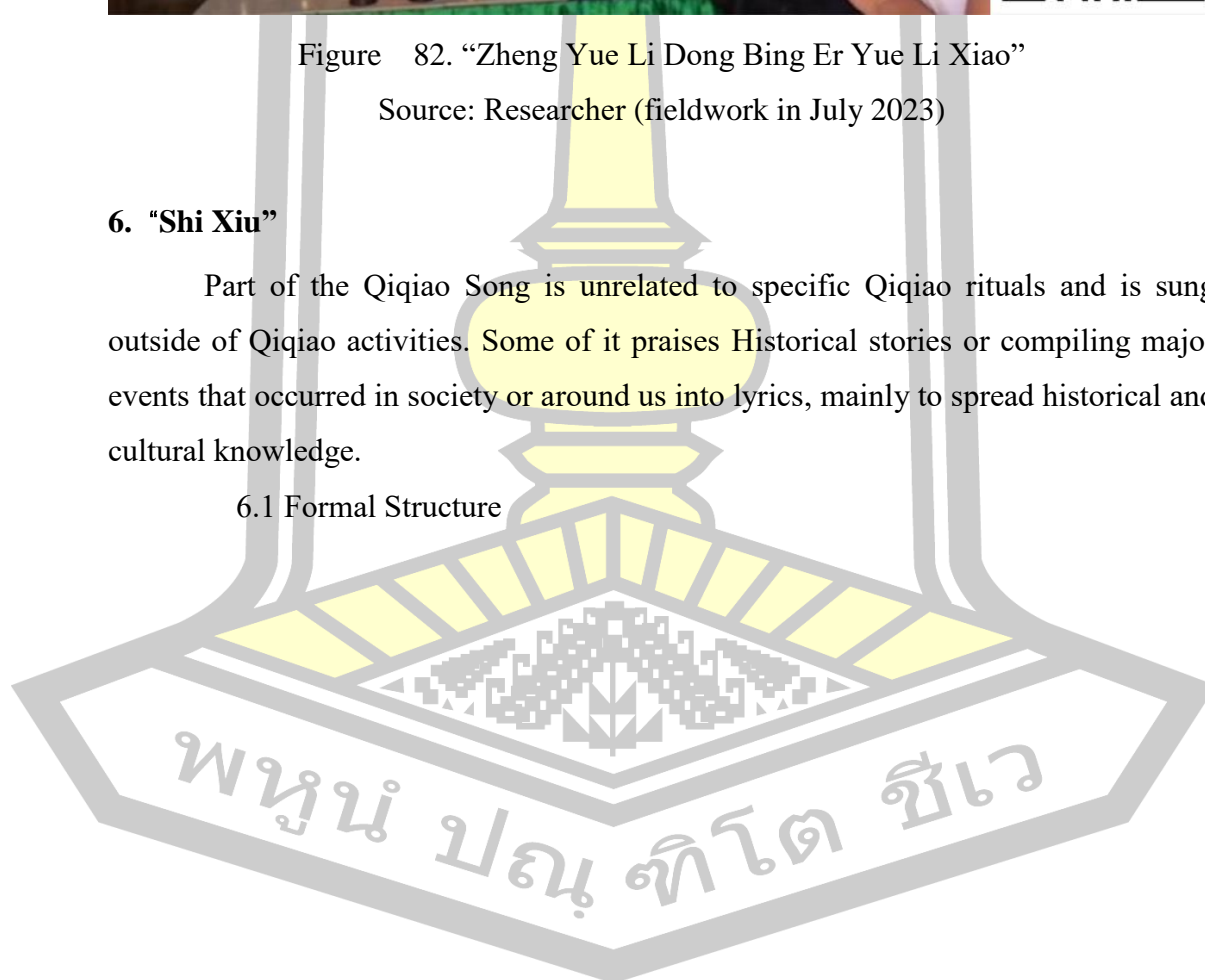 Figure 82. “Zheng Yue Li Dong Bing Er Yue Li Xiao”
Source: Researcher (fieldwork in July 2023)
6. “Shi Xiu”
Part of the Qiqiao Song is unrelated to specific Qiqiao rituals and is sung
outside of Qiqiao activities. Some of it praises Historical stories or compiling major
events that occurred in society or around us into lyrics, mainly to spread historical and
cultural knowledge.
6.1 Formal Structure
พหูนํ ปณฺฑิโต ชีเว